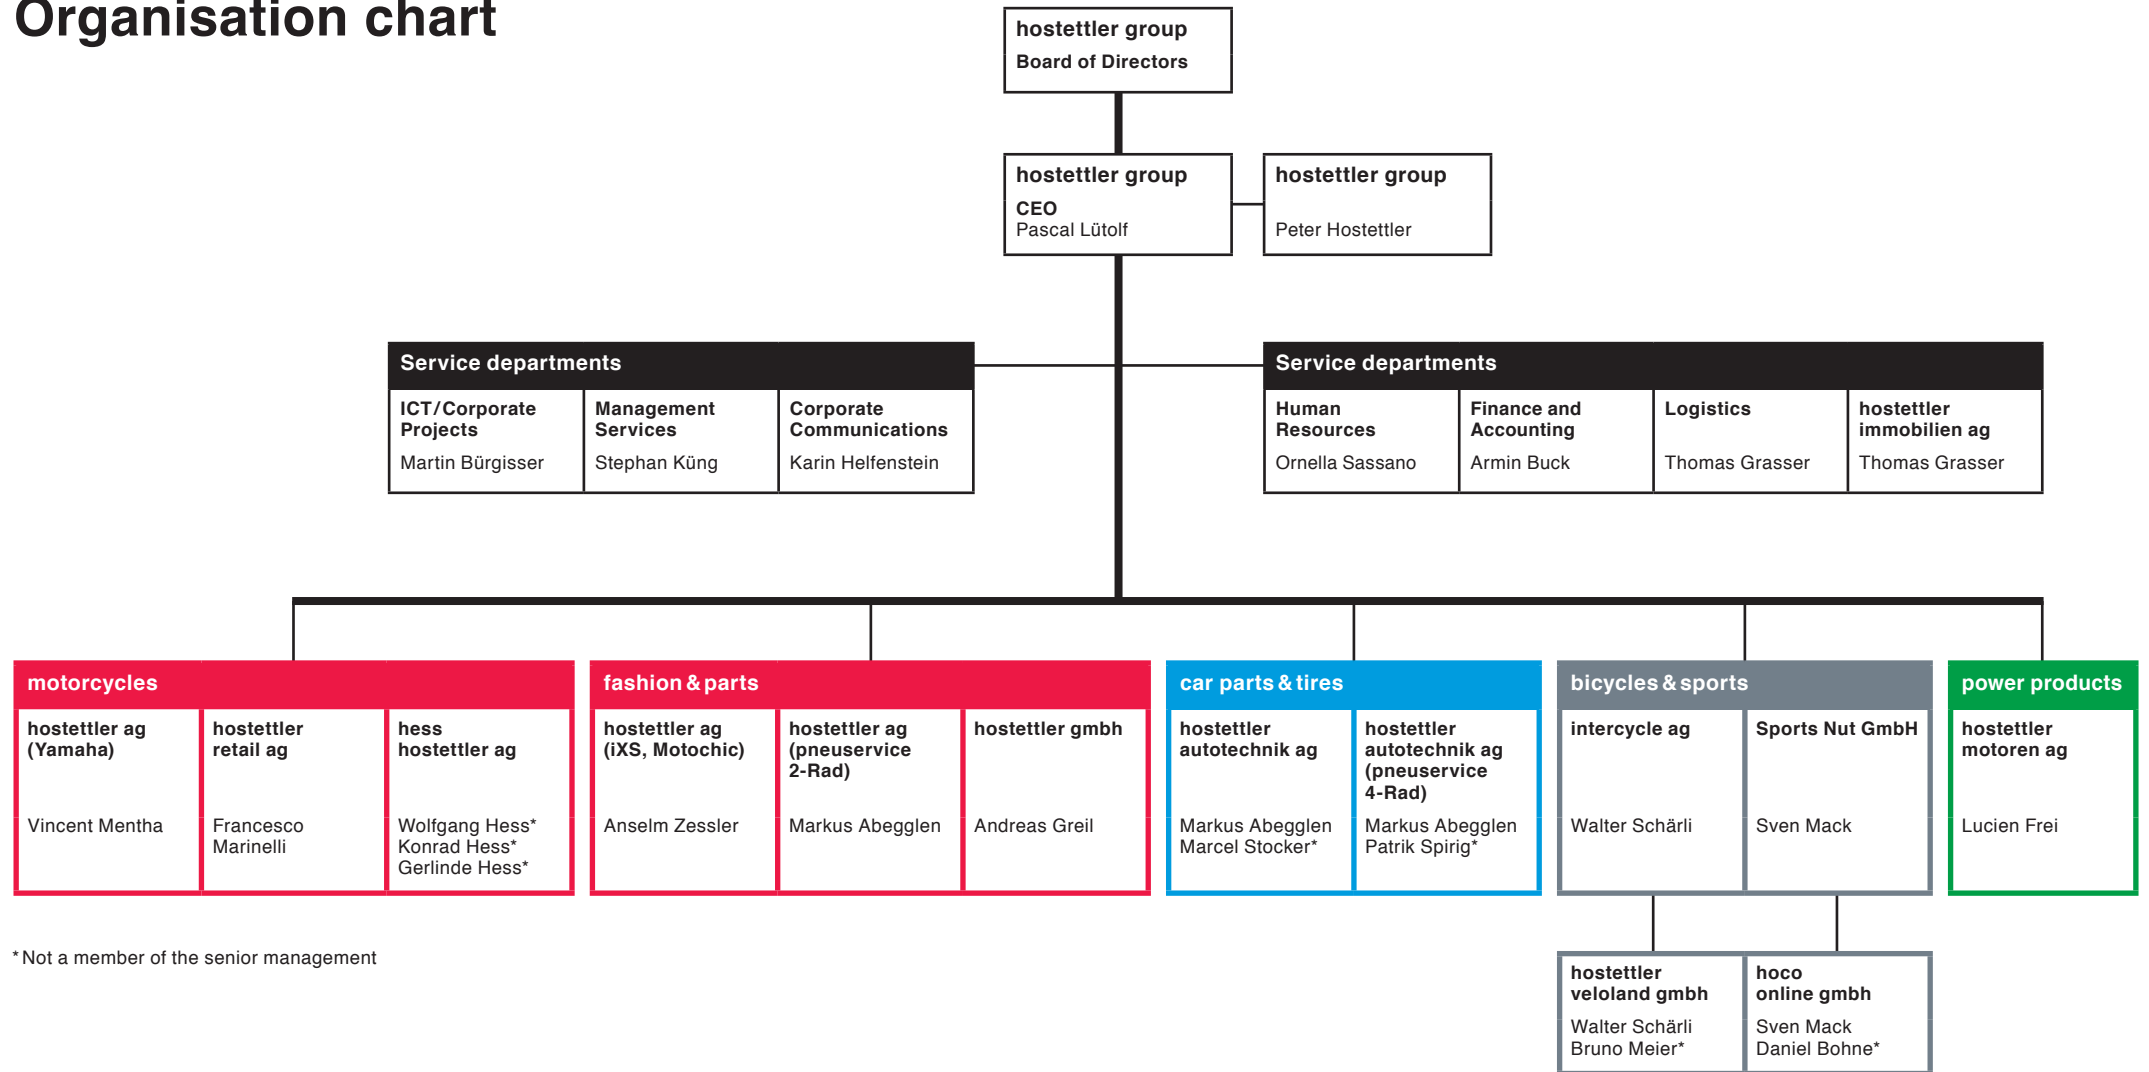 Organisation chart
hostettler group
Board of Directors
hostettler group
CEO
Pascal Lütolf
hostettler group
Peter Hostettler
Service departments
ICT/Corporate
Projects
Martin Bürgisser
Management
Services
Stephan Küng
Corporate
Communications
Karin Helfenstein
Service departments
Human
Resources
Ornella Sassano
Finance and
Accounting
Armin Buck
Logistics
Thomas Grasser
hostettler
immobilien ag
Thomas Grasser
motorcycles
hostettler ag
(Yamaha)
Vincent Mentha
hostettler
retail ag
Francesco
Marinelli
hess
hostettler ag
Wolfgang Hess*
Konrad Hess*
Gerlinde Hess*
fashion & parts
hostettler ag
(iXS, Motochic)
Anselm Zessler
hostettler ag
(pneuservice
2-Rad)
Markus Abegglen
hostettler gmbh
Andreas Greil
car parts & tires
hostettler
autotechnik ag
Markus Abegglen
Marcel Stocker*
hostettler
autotechnik ag
(pneuservice
4-Rad)
Markus Abegglen
Patrik Spirig*
bicycles & sports
intercycle ag
Walter Schärli
Sports Nut GmbH
Sven Mack
power products
hostettler
motoren ag
Lucien Frei
hostettler
veloland gmbh
Walter Schärli
Bruno Meier*
hoco
online gmbh
Sven Mack
Daniel Bohne*
* Not a member of the senior management